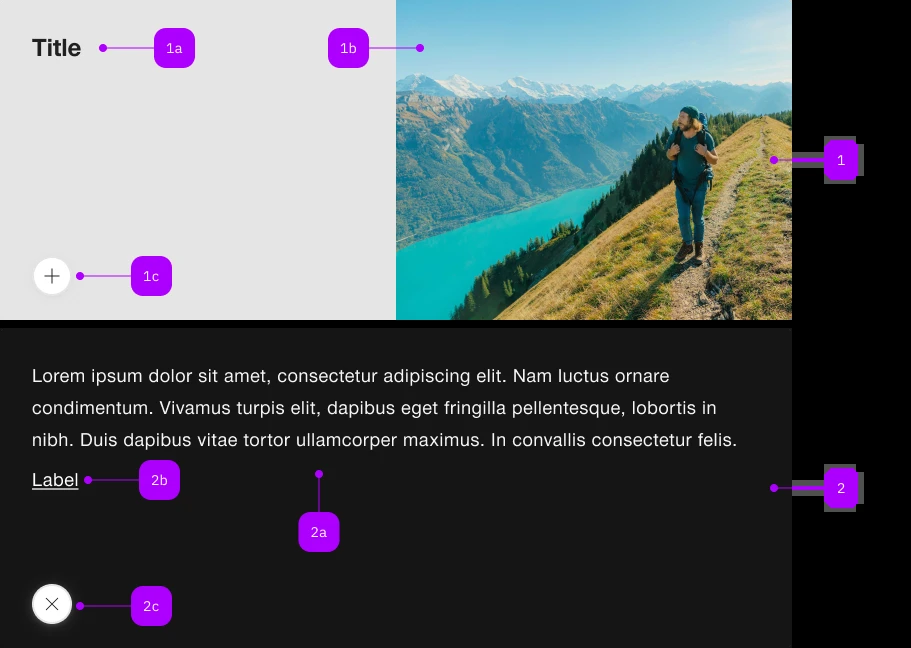 Title
1a
1b
1
1c
Lorem ipsum dolor sit amet, consectetur adipiscing elit. Nam luctus ornare
condimentum. Vivamus turpis elit, dapibus eget fringilla pellentesque, lobortis in
nibh. Duis dapibus vitae tortor ullamcorper maximus. In convallis consectetur felis.
Label
2b
2
2a
2c